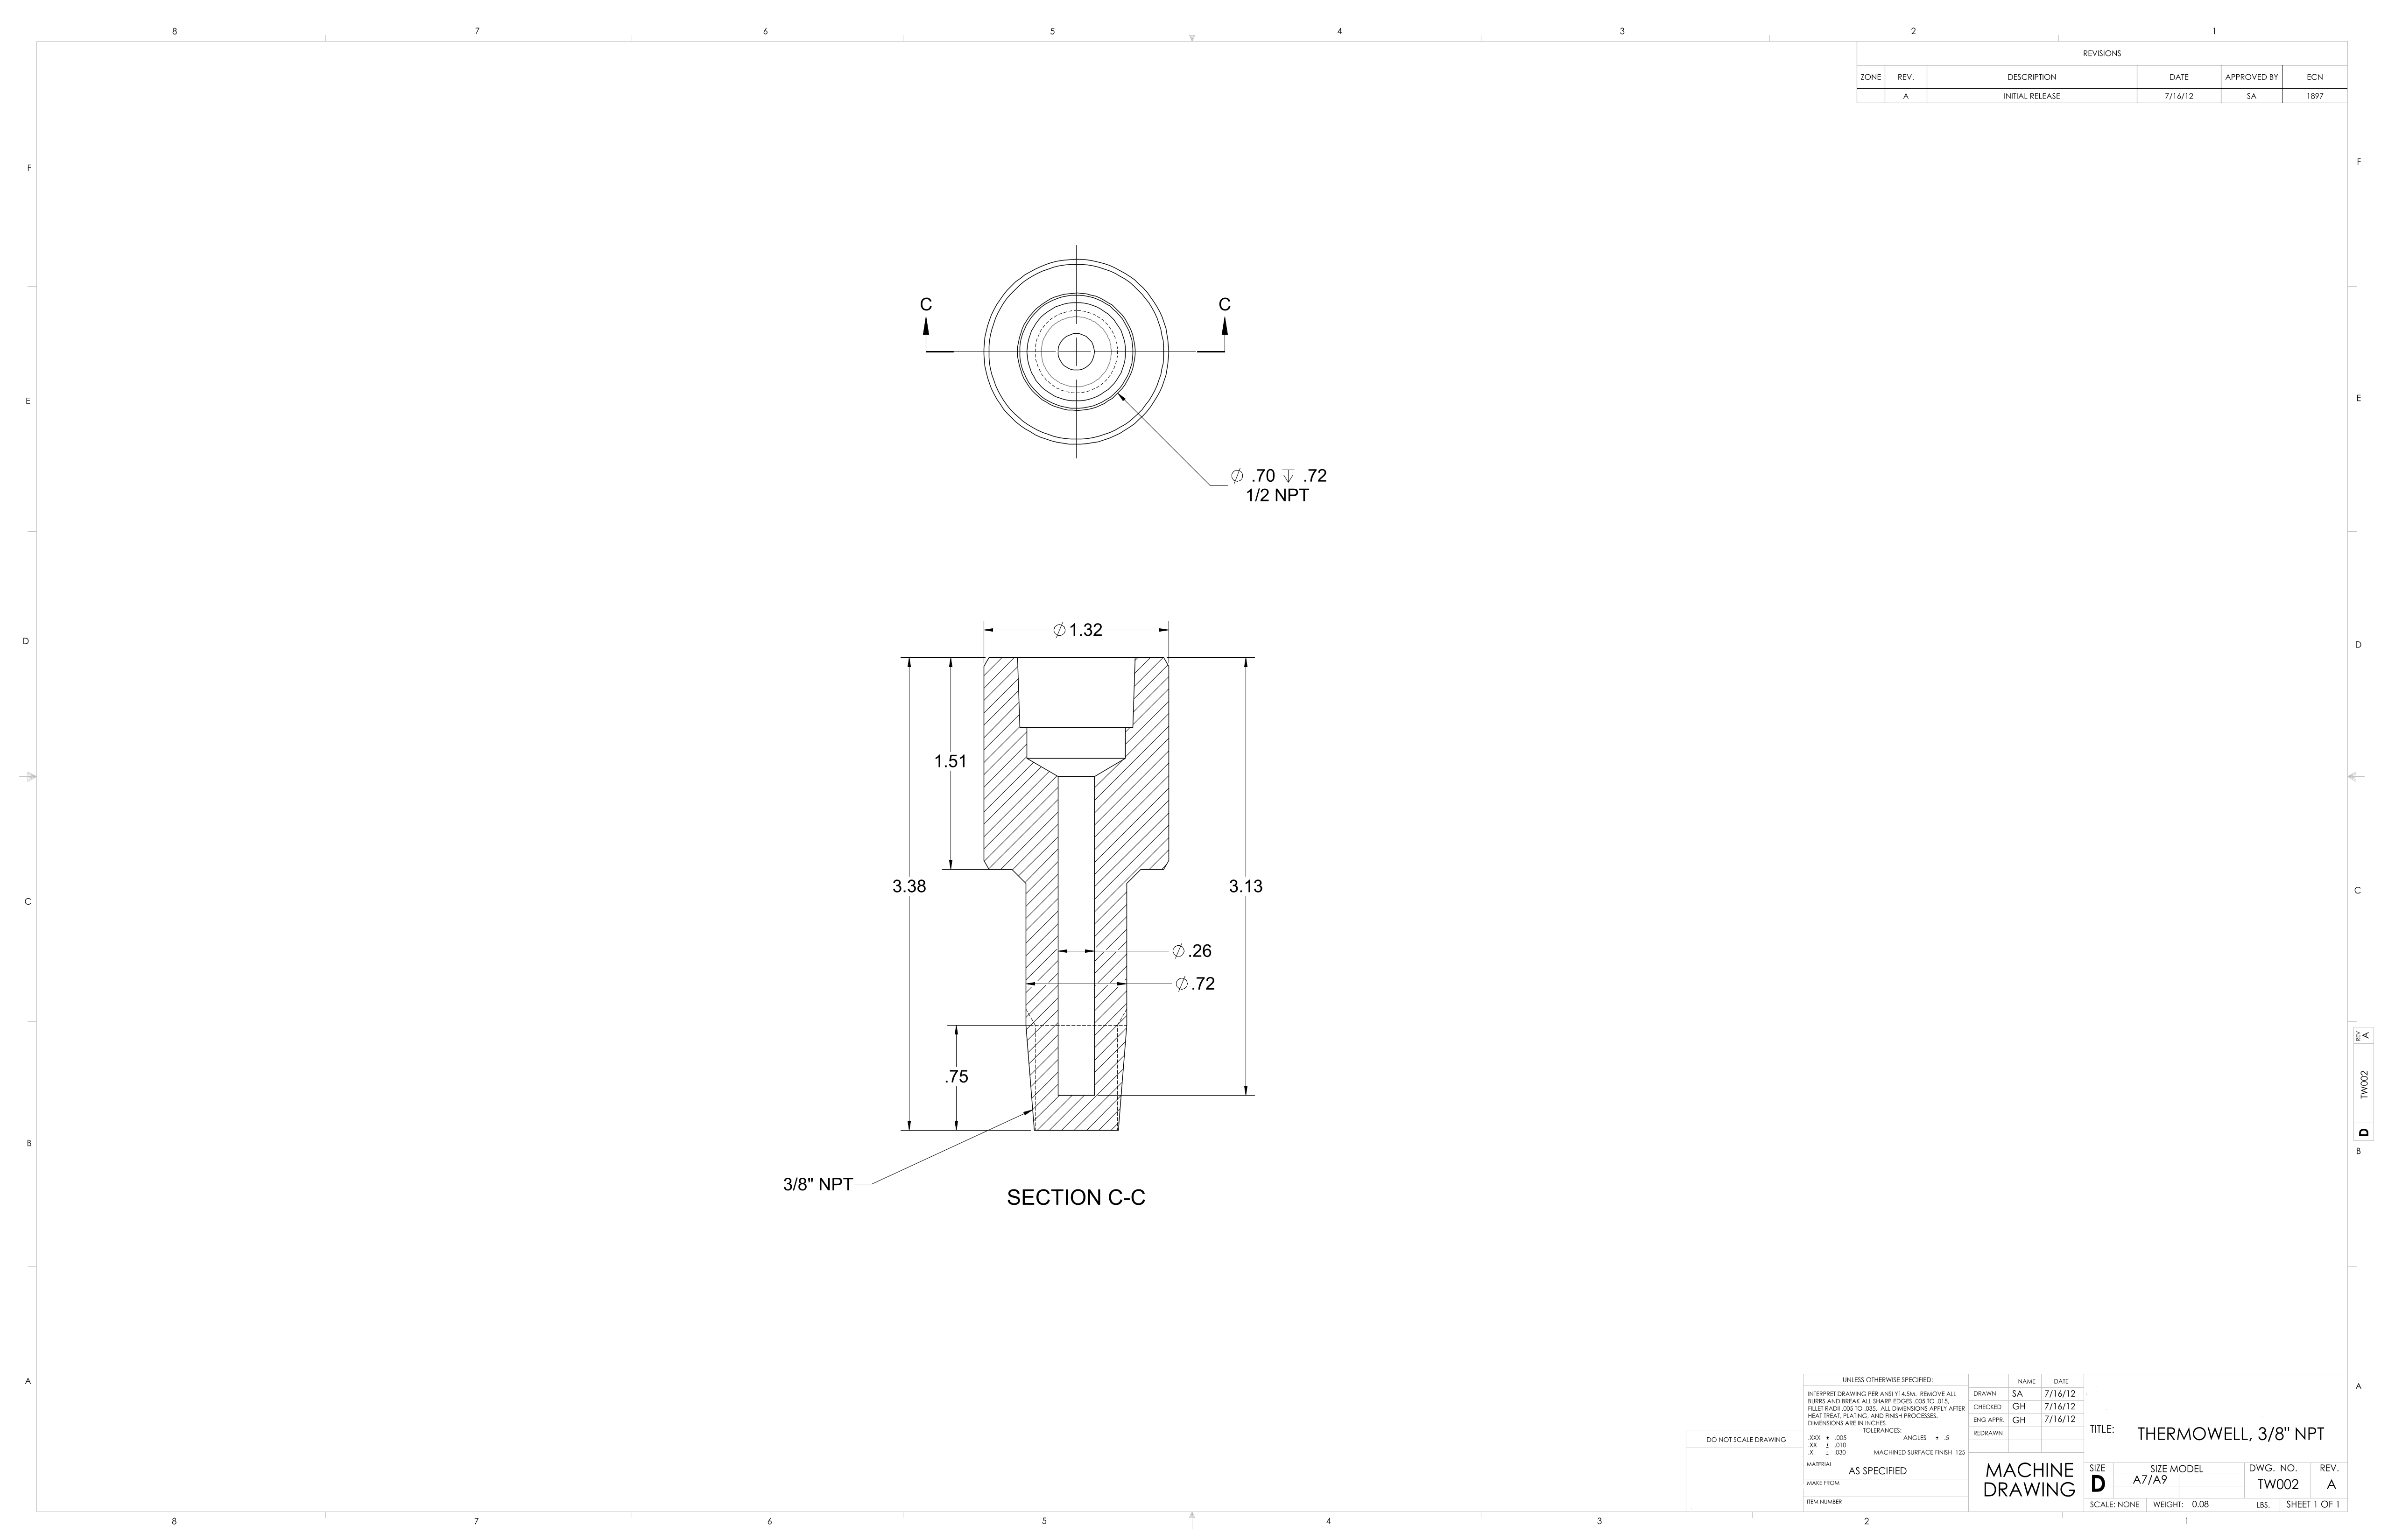 8 7 6 5 4 3 2 1
REVISIONS
ZONE REV. DESCRIPTION DATE APPROVED BY ECN
A INITIAL RELEASE 7/16/12 SA 1897
F F
C C
E E
⌀ .70 ↧ .72
1/2 NPT
⌀1.32
D D
1.51
3.38 3.13
C C
⌀.26
⌀.72
.75
REV A
TW002
D
B B
3/8" NPT
SECTION C-C
A A
UNLESS OTHERWISE SPECIFIED:
INTERPRET DRAWING PER ANSI Y14.5M. REMOVE ALL
BURRS AND BREAK ALL SHARP EDGES .005 TO .015.
FILLET RADII .005 TO .035. ALL DIMENSIONS APPLY AFTER
HEAT TREAT, PLATING, AND FINISH PROCESSES.
DIMENSIONS ARE IN INCHES
TOLERANCES:
.XXX ± .005 ANGLES ± .5
.XX ± .010
.X ± .030 MACHINED SURFACE FINISH 125
DO NOT SCALE DRAWING
MATERIAL
AS SPECIFIED
MAKE FROM
ITEM NUMBER
NAME DATE
DRAWN SA 7/16/12
CHECKED GH 7/16/12
ENG APPR. GH 7/16/12
REDRAWN
MACHINE
DRAWING
TITLE: THERMOWELL, 3/8" NPT
SIZE SIZE MODEL DWG. NO. REV.
D A7/A9 TW002 A
SCALE: NONE WEIGHT: 0.08 LBS. SHEET 1 OF 1
8 7 6 5 4 3 2 1